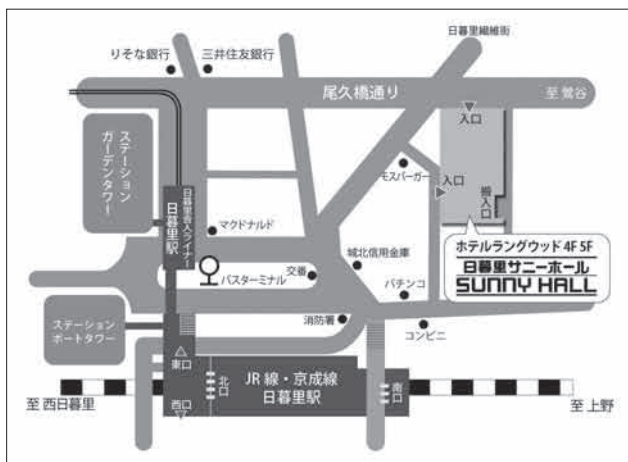 日暮里繊維街
りそな銀行
三井住友銀行
尾久橋通り
至 鶯谷
入口
ステーション
ガーデンタワー
モスバーガー
入口
搬入口
日暮里舎人ライナー
日暮里駅
マクドナルド
ホテルラングウッド 4F 5F
日暮里サニーホール
SUNNY HALL
城北信用金庫
交番
バスターミナル
パチンコ
消防署
コンビニ
ステーション
ポートタワー
東口
北口
JR線・京成線
日暮里駅
南口
西口
至 西日暮里
至 上野